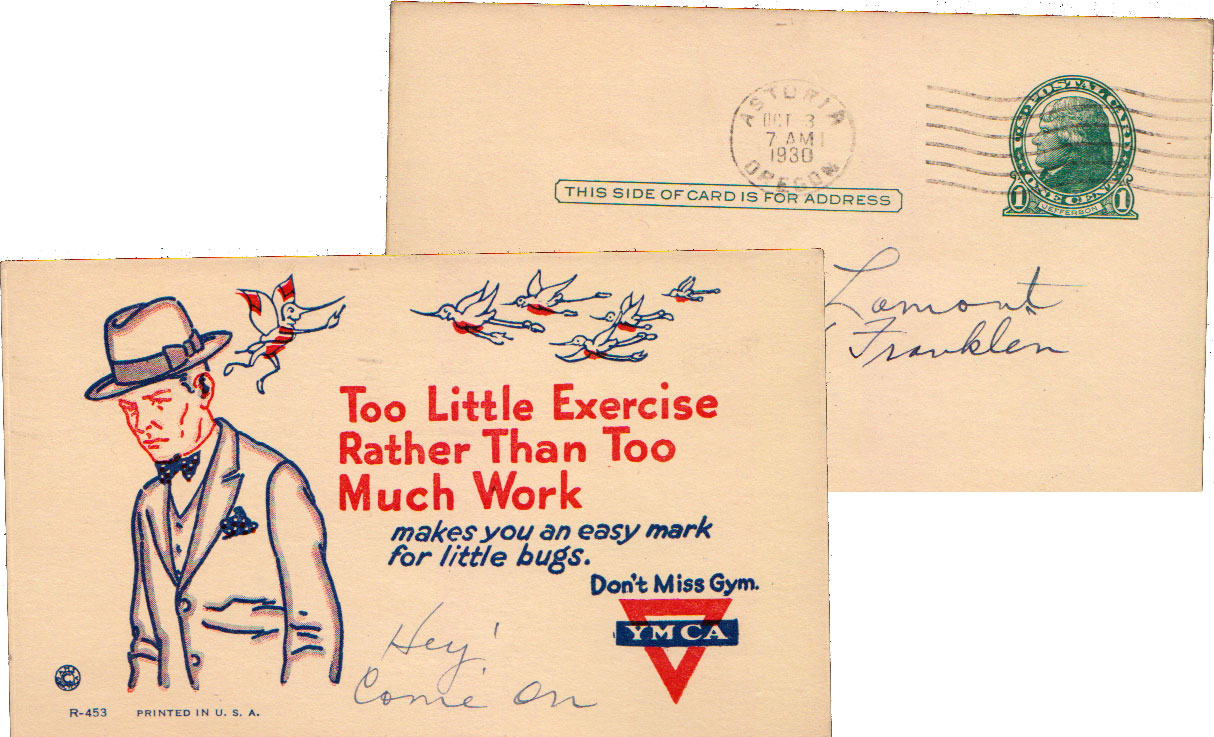 ASTORIA
OCT 3
7 AM
1930
OREGON
U.S. POSTAL CARD
ONE CENT
1 JEFFERSON 1
THIS SIDE OF CARD IS FOR ADDRESS
Lamont
Franklen
Too Little Exercise
Rather Than Too
Much Work
makes you an easy mark
for little bugs.
Don't Miss Gym.
YMCA
Hey!
Come On
R-453 PRINTED IN U. S. A.